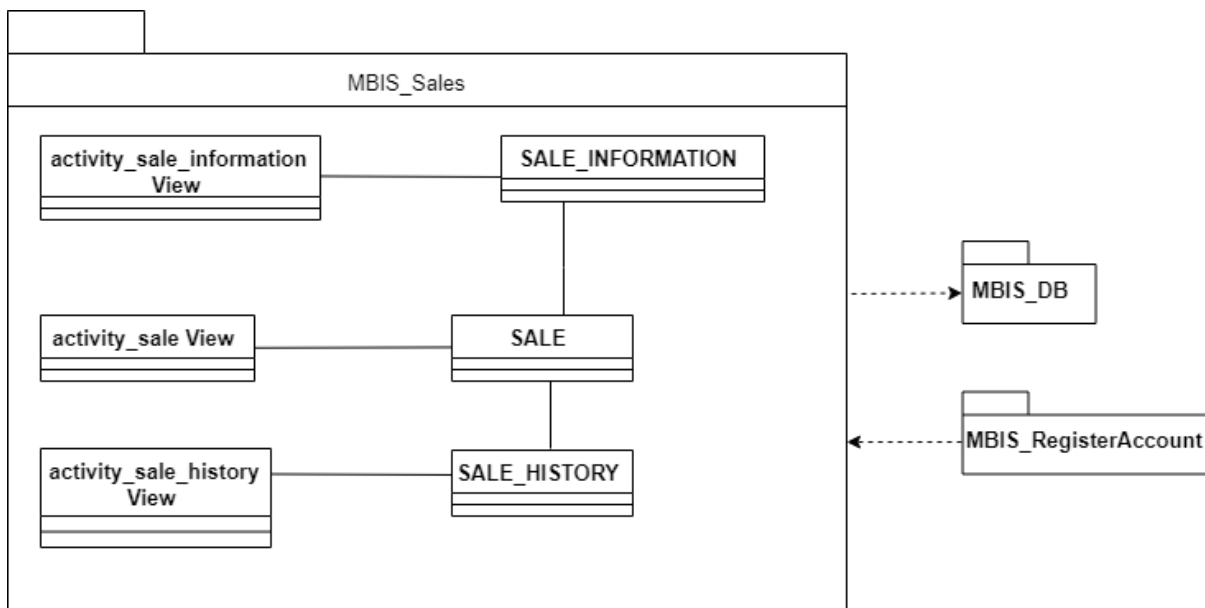 MBIS_Sales
activity_sale_information
View
SALE_INFORMATION
activity_sale View
SALE
activity_sale_history
View
SALE_HISTORY
MBIS_DB
MBIS_RegisterAccount